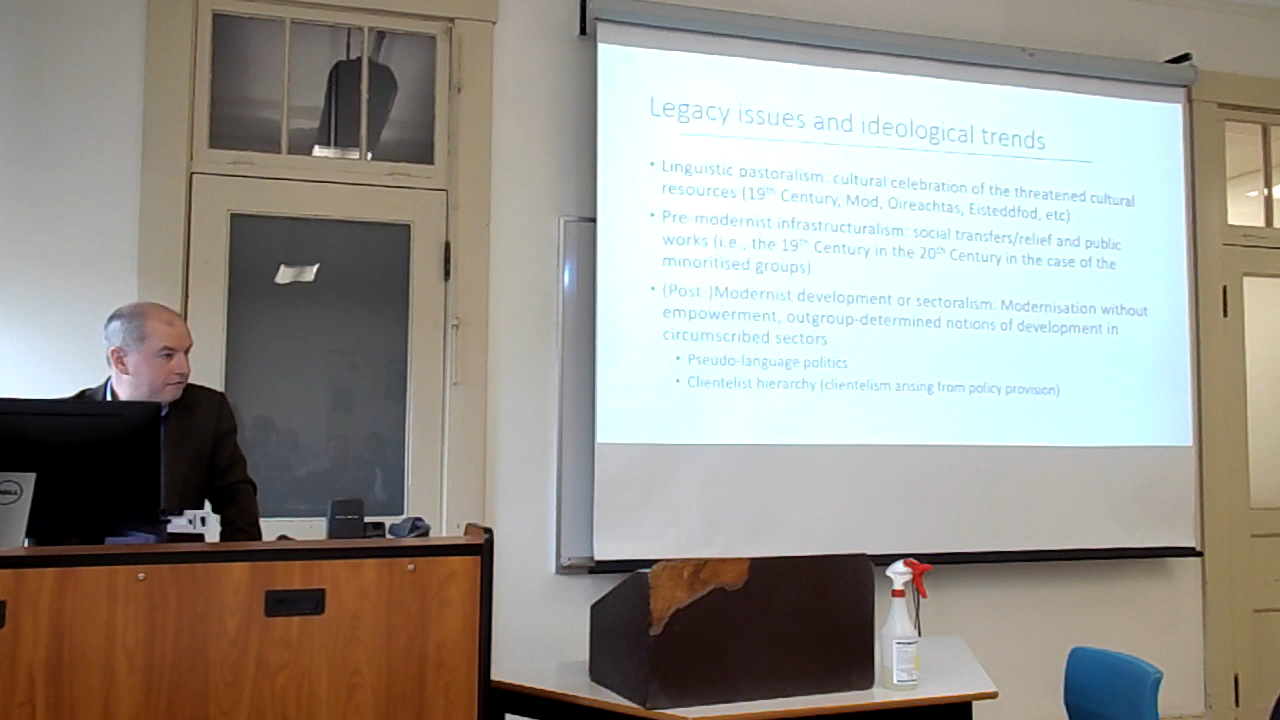 Legacy issues and ideological trends
• Linguistic pastoralism: cultural celebration of the threatened cultural
resources (19th Century, Mod, Oireachtas, Eisteddfod, etc)
• Pre-modernist infrastructuralism: social transfers/relief and public
works (i.e., the 19th Century in the 20th Century in the case of the
minoritised groups)
• (Post-)Modernist development or sectoralism: Modernisation without
empowerment, outgroup-determined notions of development in
circumscribed sectors
• Pseudo-language politics
• Clientelist hierarchy (clientelism arising from policy provision)
DELL